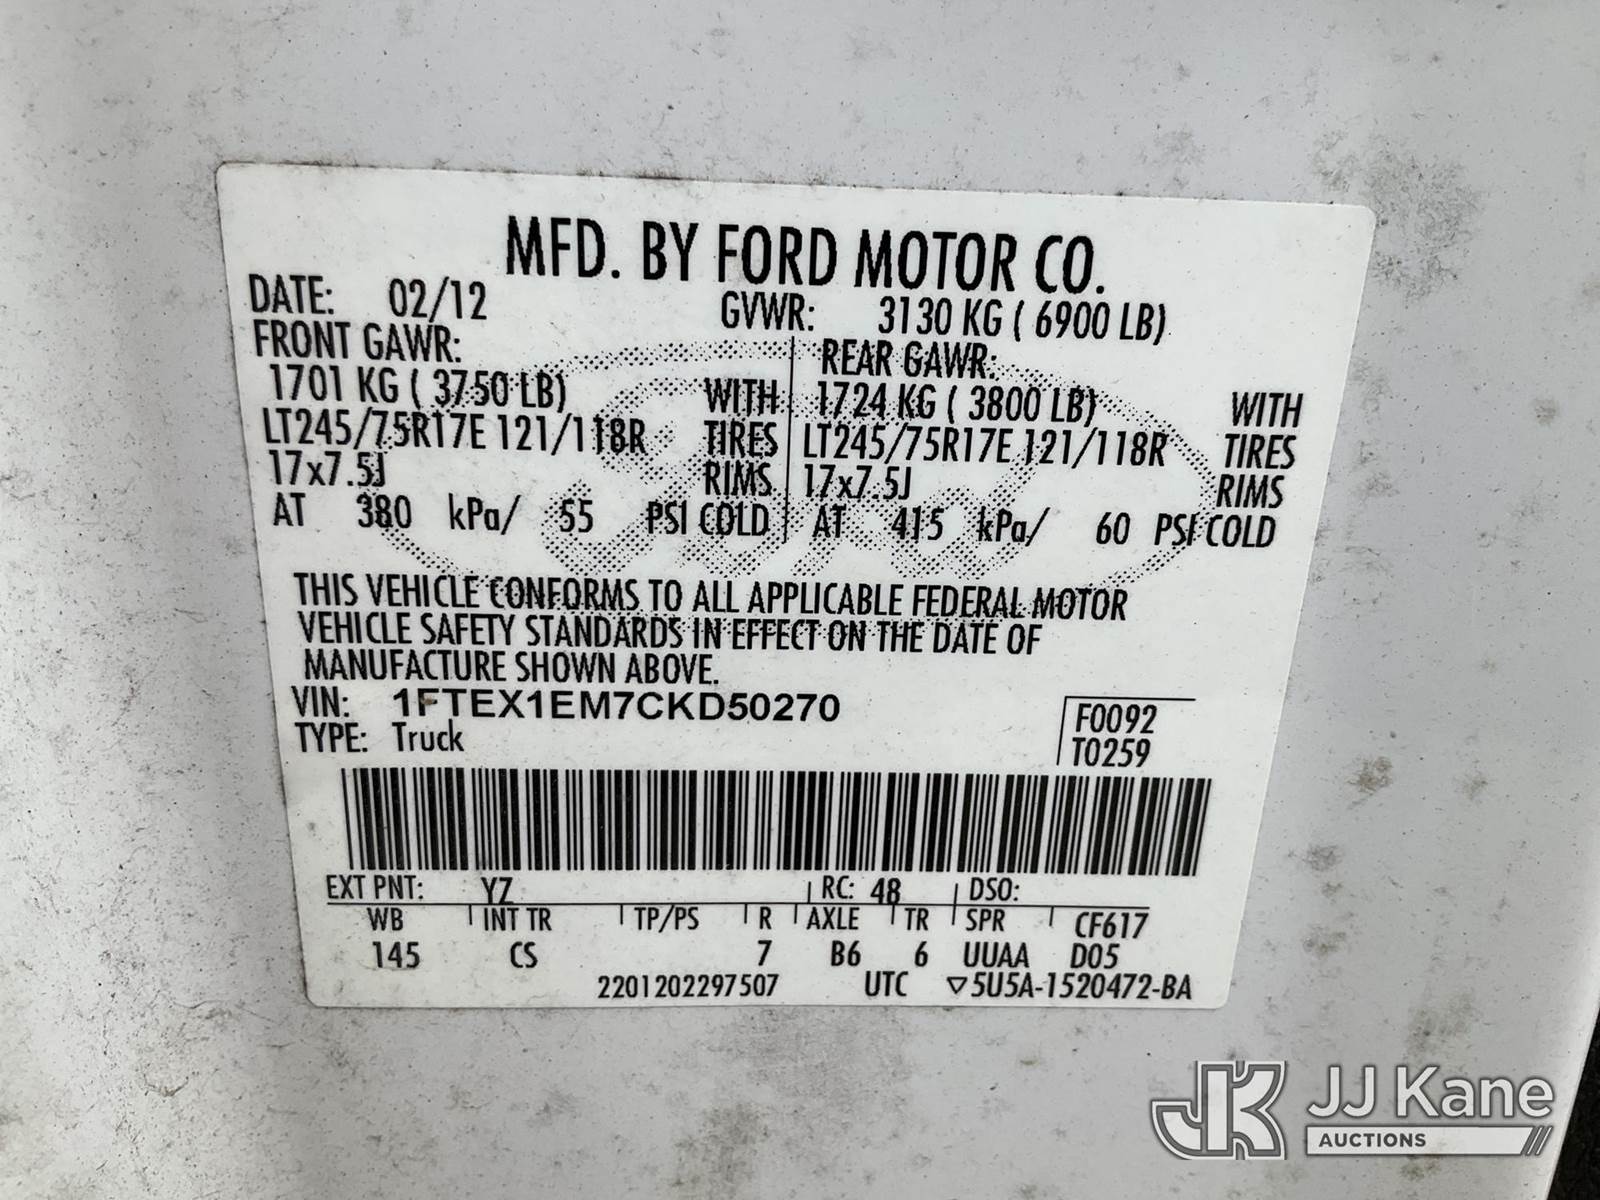 MFD. BY FORD MOTOR CO.
DATE: 02/12 GVWR: 3130 KG ( 6900 LB)
FRONT GAWR: REAR GAWR:
1701 KG ( 3750 LB) WITH 1724 KG ( 3800 LB) WITH
LT245/75R17E 121/118R TIRES LT245/75R17E 121/118R TIRES
17x7.5J RIMS 17x7.5J RIMS
AT 380 kPa/ 55 PSI COLD AT 415 kPa/ 60 PSI COLD
THIS VEHICLE CONFORMS TO ALL APPLICABLE FEDERAL MOTOR
VEHICLE SAFETY STANDARDS IN EFFECT ON THE DATE OF
MANUFACTURE SHOWN ABOVE.
VIN: 1FTEX1EM7CKD50270 F0092
TYPE: Truck T0259
EXT PNT: YZ RC: 48 DSO:
WB INT TR TP/PS R AXLE TR SPR CF617
145 CS 7 B6 6 UUAA D05
2201202297507 UTC ▽5U5A-1520472-BA
JK JJ Kane
AUCTIONS